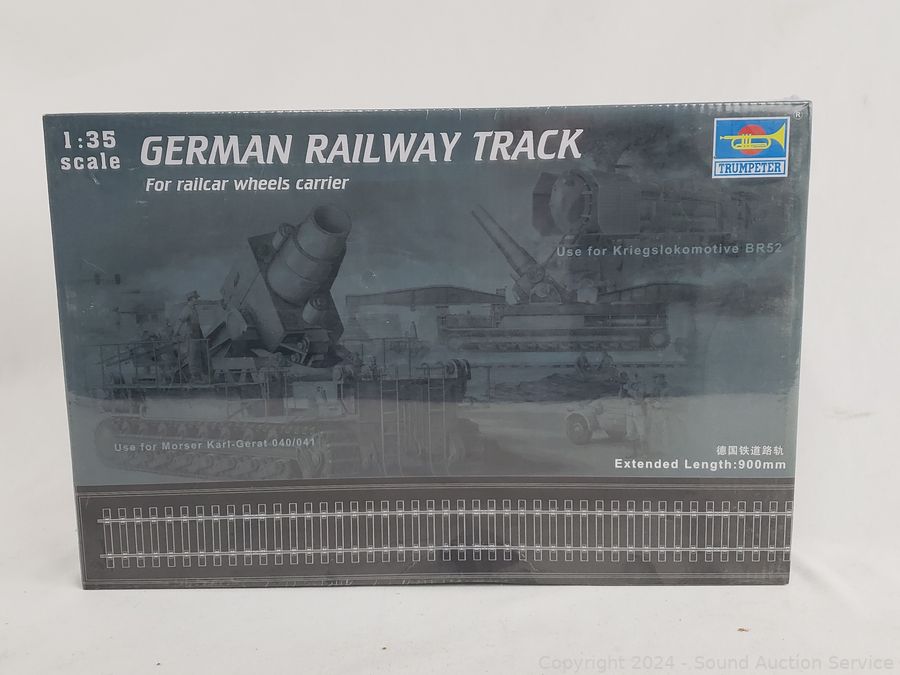 1:35
scale
GERMAN RAILWAY TRACK
For railcar wheels carrier
®
TRUMPETER
Use for Kriegslokomotive BR52
Use for Morser Karl-Gerat 040/041
德国铁道路轨
Extended Length:900mm
Copyright 2024 - Sound Auction Service